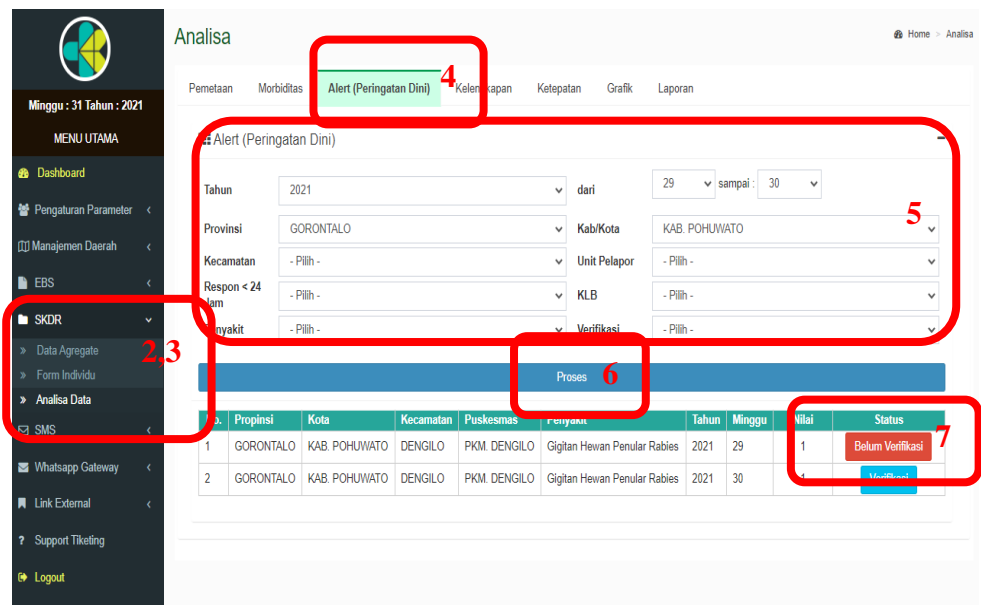 Analisa
Home > Analisa
Minggu : 31 Tahun : 2021
MENU UTAMA
Dashboard
Pengaturan Parameter
Manajemen Daerah
EBS
SKDR
» Data Agregate
» Form Individu
» Analisa Data
2,3
SMS
Whatsapp Gateway
Link External
? Support Tiketing
Logout
Pemetaan Morbiditas Alert (Peringatan Dini) 4 Kelengkapan Ketepatan Grafik Laporan
Alert (Peringatan Dini)
Tahun 2021 dari 29 sampai : 30
5
Provinsi GORONTALO Kab/Kota KAB. POHUWATO
Kecamatan - Pilih - Unit Pelapor - Pilih -
Respon < 24
Jam - Pilih - KLB - Pilih -
Penyakit - Pilih - Verifikasi - Pilih -
Proses 6
No. Propinsi Kota Kecamatan Puskesmas Penyakit Tahun Minggu Nilai Status
1 GORONTALO KAB. POHUWATO DENGILO PKM. DENGILO Gigitan Hewan Penular Rabies 2021 29 1 Belum Verifikasi 7
2 GORONTALO KAB. POHUWATO DENGILO PKM. DENGILO Gigitan Hewan Penular Rabies 2021 30 1 Verifikasi